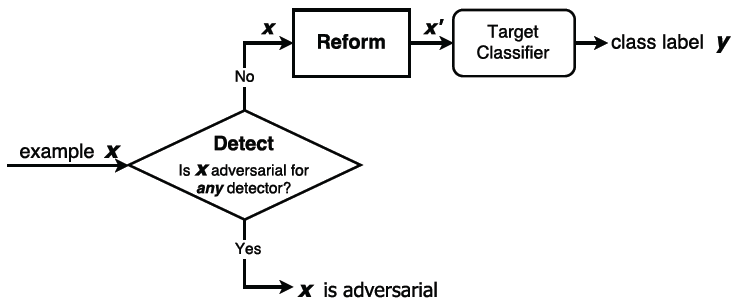 x
Reform
x'
Target
Classifier
class label y
No
example x
Detect
Is X adversarial for
any detector?
Yes
x is adversarial